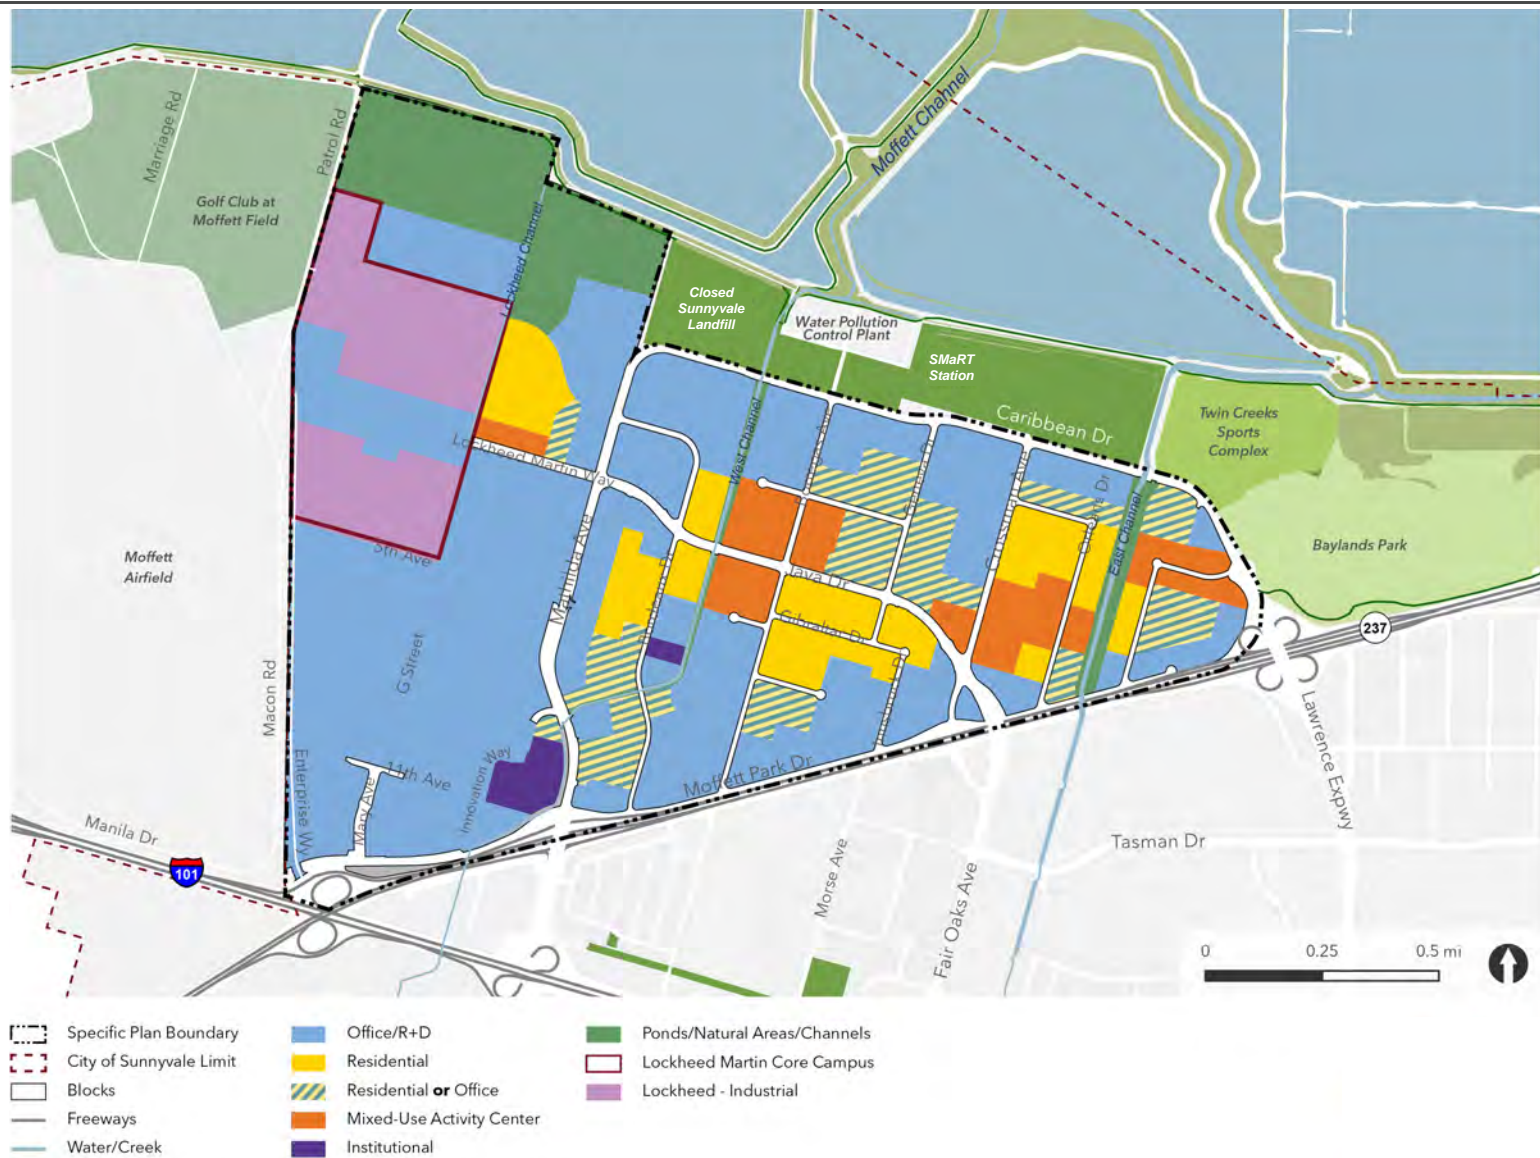 Marriage Rd
Patrol Rd
Golf Club at
Moffett Field
Lockheed Channel
Moffett Channel
Closed
Sunnyvale
Landfill
Water Pollution
Control Plant
SMaRT
Station
Caribbean Dr
Twin Creeks
Sports
Complex
Baylands Park
West Channel
East Channel
Lockheed Martin Way
Mathilda Ave
Crossman Ave
Java Dr
Gibraltar Dr
5th Ave
Moffett
Airfield
G Street
Macon Rd
237
Lawrence Expwy
Enterprise Wy
11th Ave
Mary Ave
Innovation Way
Moffett Park Dr
Manila Dr
101
Morse Ave
Fair Oaks Ave
Tasman Dr
0 0.25 0.5 mi
Specific Plan Boundary
City of Sunnyvale Limit
Blocks
Freeways
Water/Creek
Office/R+D
Residential
Residential or Office
Mixed-Use Activity Center
Institutional
Ponds/Natural Areas/Channels
Lockheed Martin Core Campus
Lockheed - Industrial